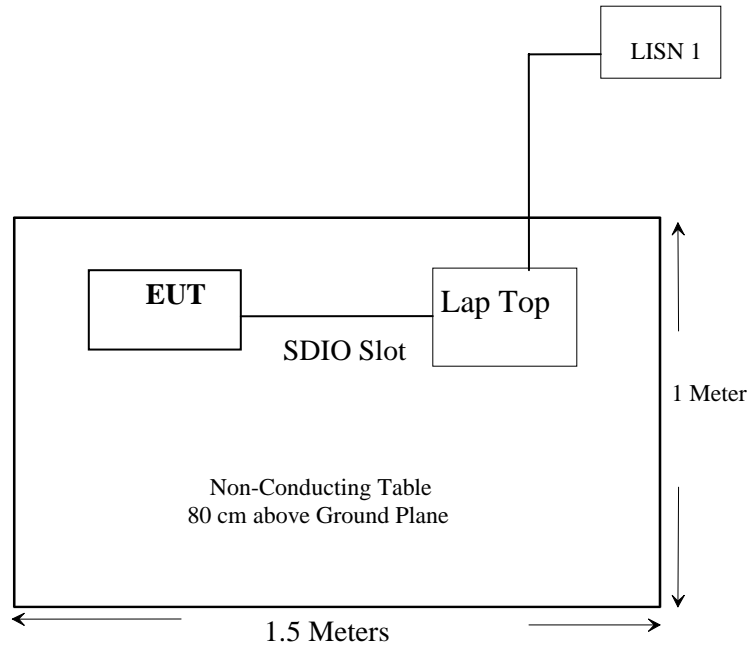 LISN 1
EUT
Lap Top
SDIO Slot
1 Meter
Non-Conducting Table
80 cm above Ground Plane
1.5 Meters